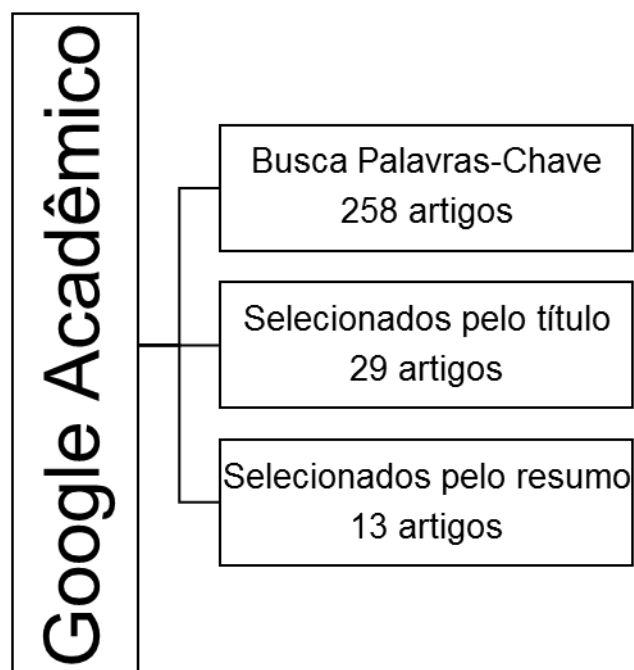 Google Acadêmico
Busca Palavras-Chave
258 artigos
Selecionados pelo título
29 artigos
Selecionados pelo resumo
13 artigos